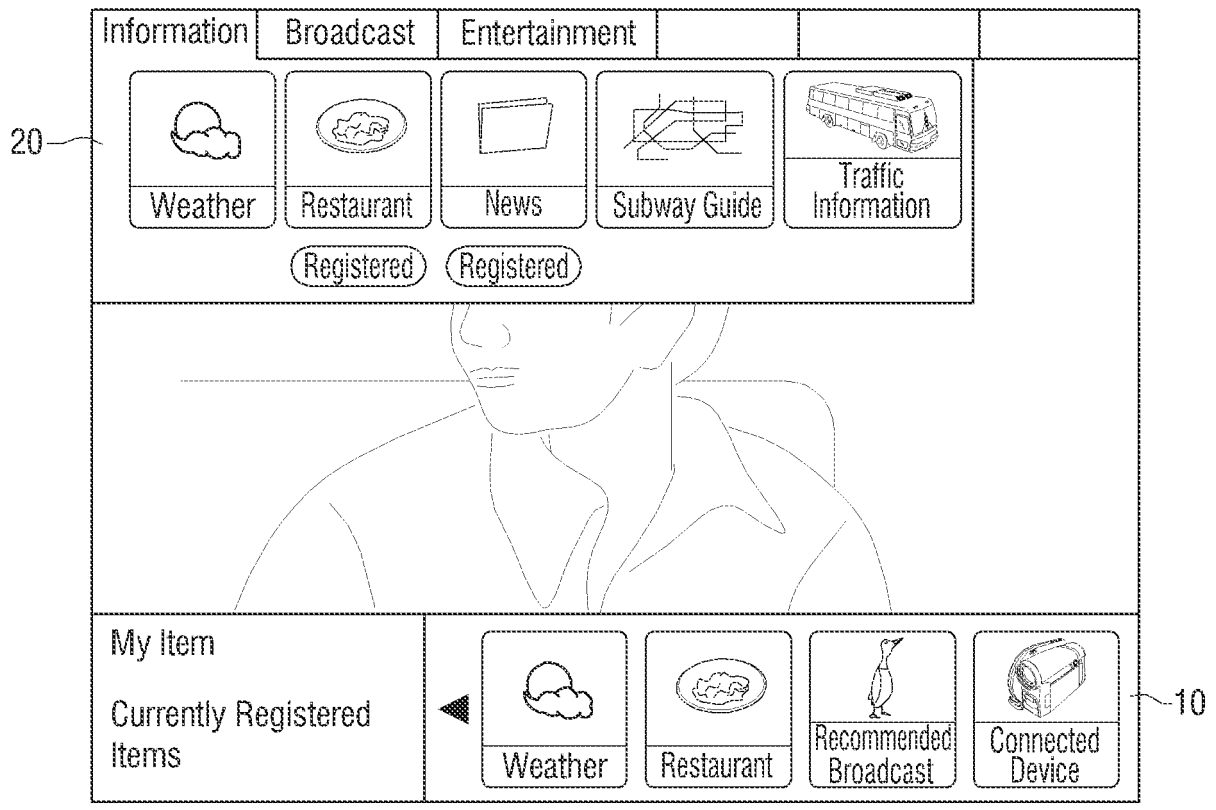 Information Broadcast Entertainment
20
Weather Restaurant News Subway Guide Traffic
Information
Registered Registered
My Item
Currently Registered
Items
Weather Restaurant Recommended
Broadcast Connected
Device
10